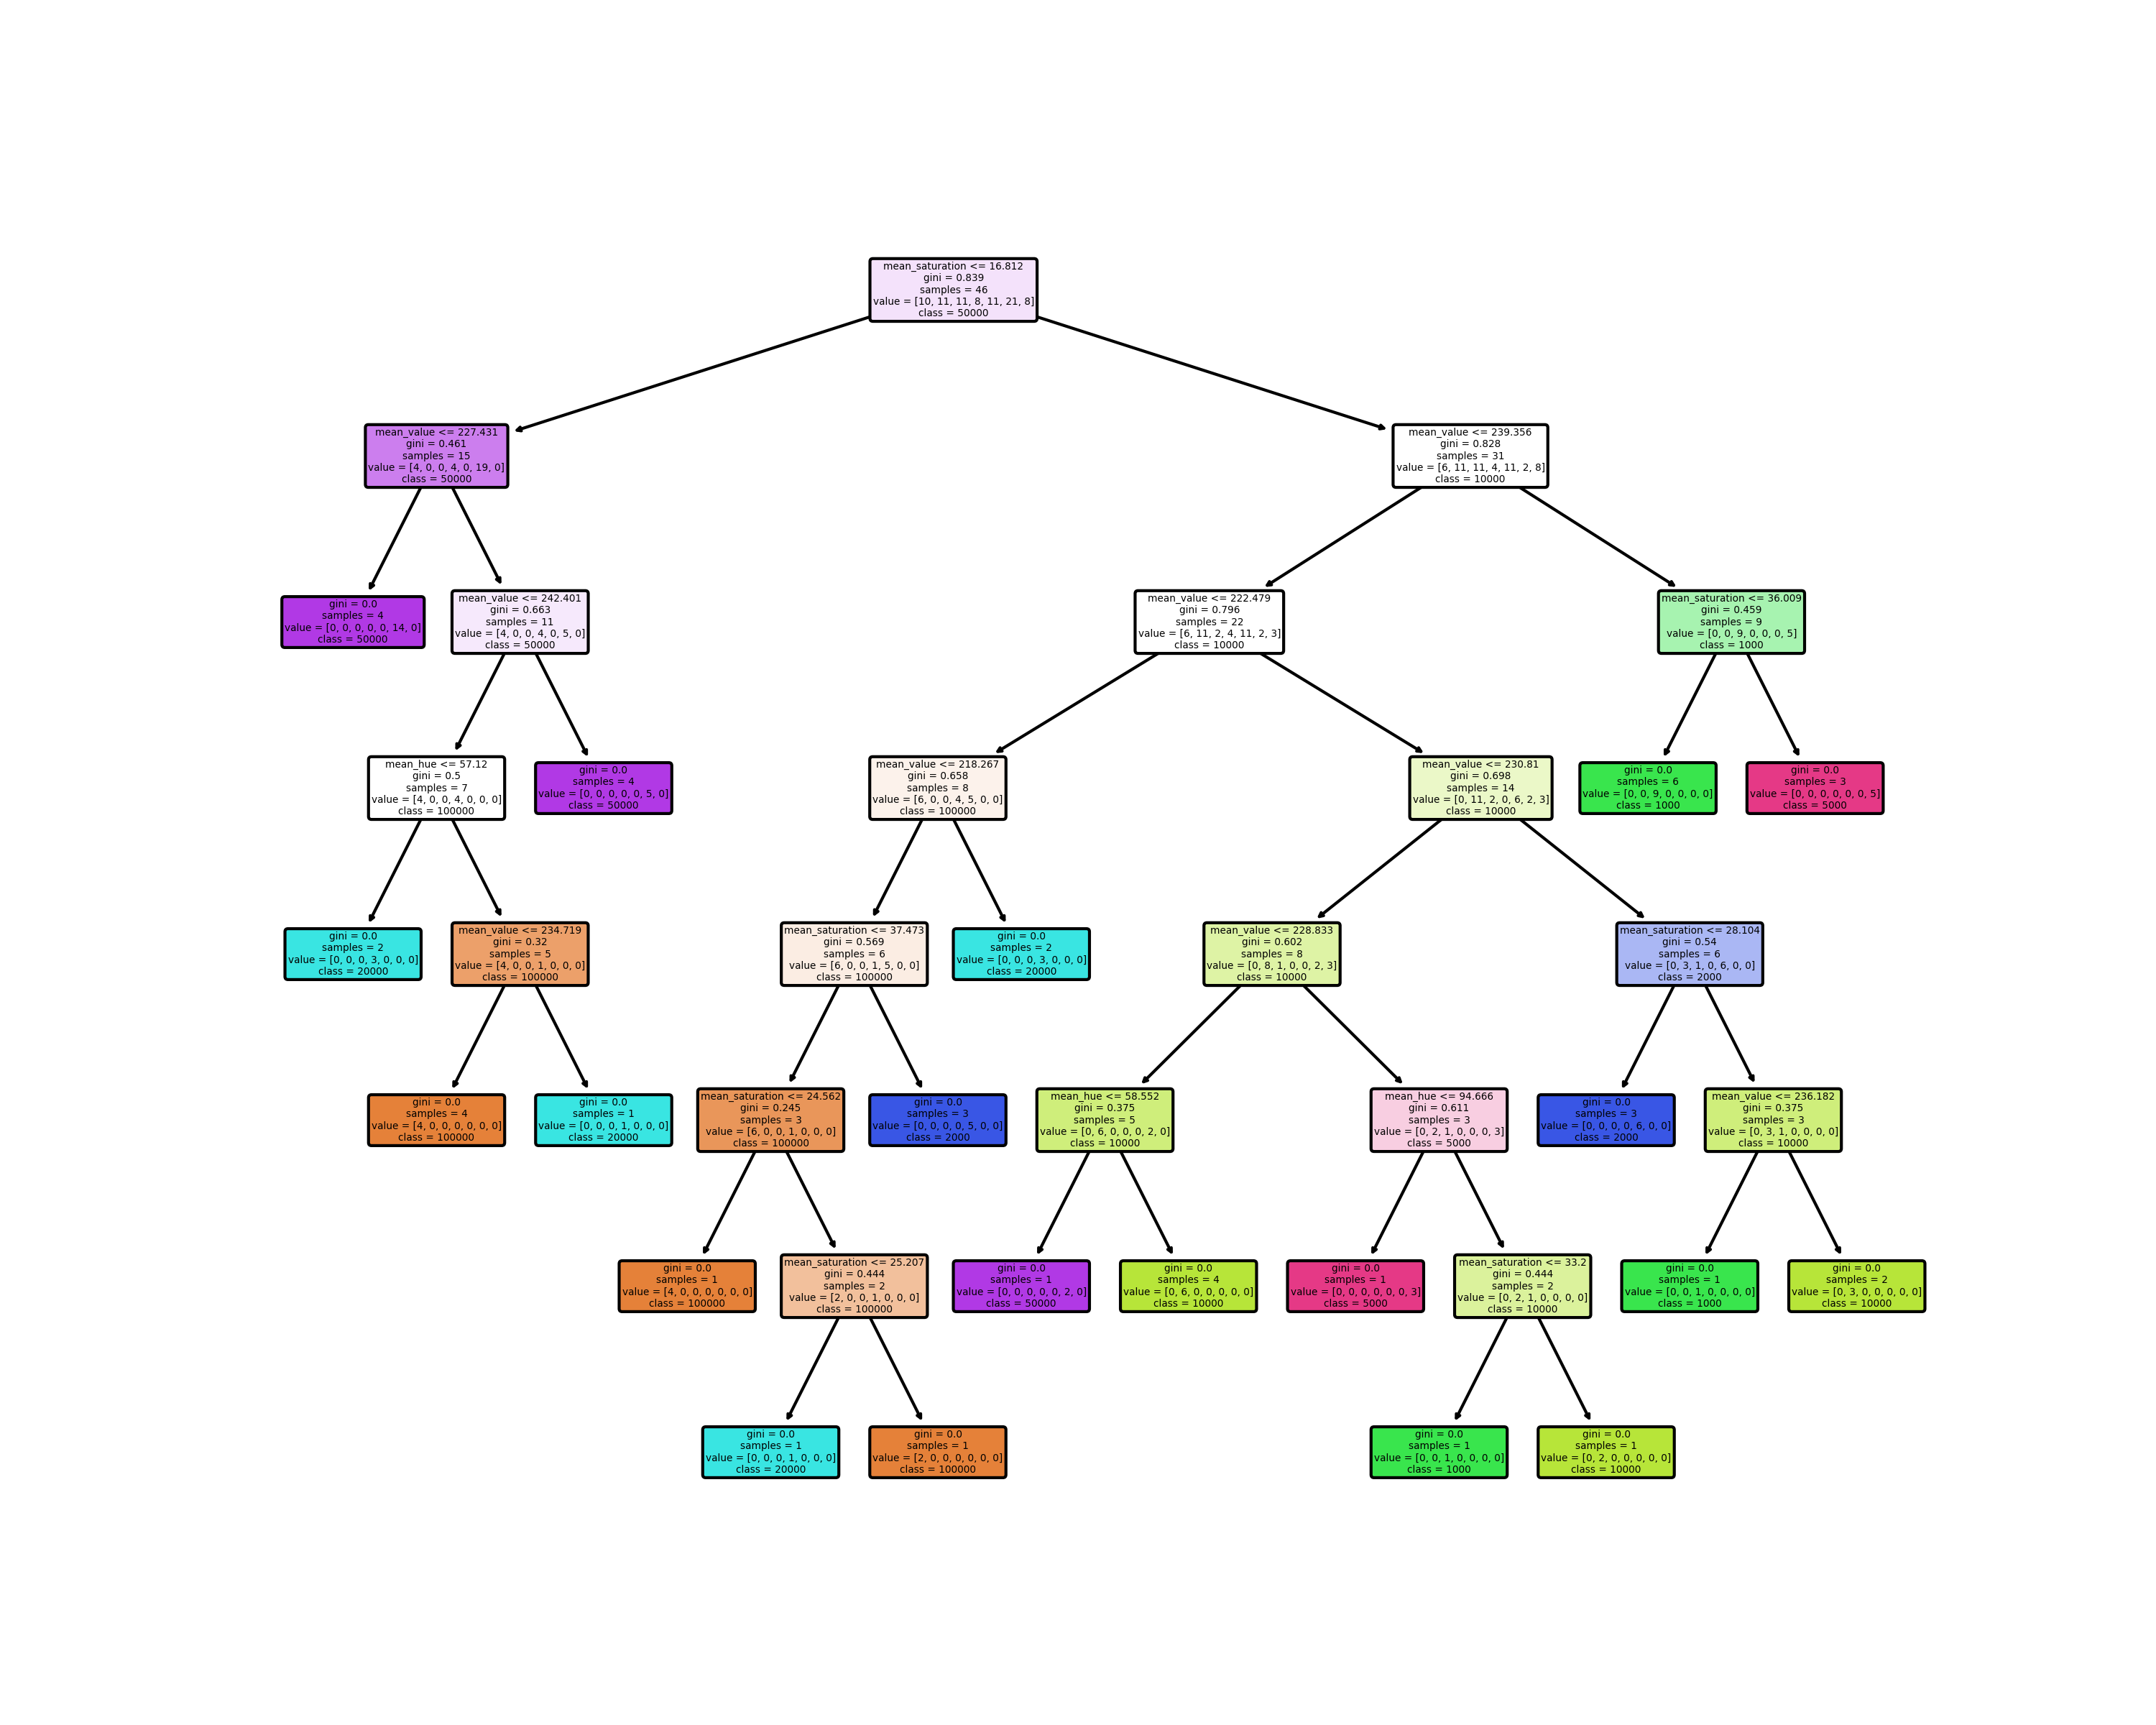 mean_saturation <= 16.812
gini = 0.839
samples = 46
value = [10, 11, 11, 8, 11, 21, 8]
class = 50000
mean_value <= 227.431
gini = 0.461
samples = 15
value = [4, 0, 0, 4, 0, 19, 0]
class = 50000
mean_value <= 239.356
gini = 0.828
samples = 31
value = [6, 11, 11, 4, 11, 2, 8]
class = 10000
gini = 0.0
samples = 4
value = [0, 0, 0, 0, 0, 14, 0]
class = 50000
mean_value <= 242.401
gini = 0.663
samples = 11
value = [4, 0, 0, 4, 0, 5, 0]
class = 50000
mean_value <= 222.479
gini = 0.796
samples = 22
value = [6, 11, 2, 4, 11, 2, 3]
class = 10000
mean_saturation <= 36.009
gini = 0.459
samples = 9
value = [0, 0, 9, 0, 0, 0, 5]
class = 1000
mean_hue <= 57.12
gini = 0.5
samples = 7
value = [4, 0, 0, 4, 0, 0, 0]
class = 100000
gini = 0.0
samples = 4
value = [0, 0, 0, 0, 0, 5, 0]
class = 50000
mean_value <= 218.267
gini = 0.658
samples = 8
value = [6, 0, 0, 4, 5, 0, 0]
class = 100000
mean_value <= 230.81
gini = 0.698
samples = 14
value = [0, 11, 2, 0, 6, 2, 3]
class = 10000
gini = 0.0
samples = 6
value = [0, 0, 9, 0, 0, 0, 0]
class = 1000
gini = 0.0
samples = 3
value = [0, 0, 0, 0, 0, 0, 5]
class = 5000
gini = 0.0
samples = 2
value = [0, 0, 0, 3, 0, 0, 0]
class = 20000
mean_value <= 234.719
gini = 0.32
samples = 5
value = [4, 0, 0, 1, 0, 0, 0]
class = 100000
mean_saturation <= 37.473
gini = 0.569
samples = 6
value = [6, 0, 0, 1, 5, 0, 0]
class = 100000
gini = 0.0
samples = 2
value = [0, 0, 0, 3, 0, 0, 0]
class = 20000
mean_value <= 228.833
gini = 0.602
samples = 8
value = [0, 8, 1, 0, 0, 2, 3]
class = 10000
mean_saturation <= 28.104
gini = 0.54
samples = 6
value = [0, 3, 1, 0, 6, 0, 0]
class = 2000
gini = 0.0
samples = 4
value = [4, 0, 0, 0, 0, 0, 0]
class = 100000
gini = 0.0
samples = 1
value = [0, 0, 0, 1, 0, 0, 0]
class = 20000
mean_saturation <= 24.562
gini = 0.245
samples = 3
value = [6, 0, 0, 1, 0, 0, 0]
class = 100000
gini = 0.0
samples = 3
value = [0, 0, 0, 0, 5, 0, 0]
class = 2000
mean_hue <= 58.552
gini = 0.375
samples = 5
value = [0, 6, 0, 0, 0, 2, 0]
class = 10000
mean_hue <= 94.666
gini = 0.611
samples = 3
value = [0, 2, 1, 0, 0, 0, 3]
class = 5000
gini = 0.0
samples = 3
value = [0, 0, 0, 0, 6, 0, 0]
class = 2000
mean_value <= 236.182
gini = 0.375
samples = 3
value = [0, 3, 1, 0, 0, 0, 0]
class = 10000
gini = 0.0
samples = 1
value = [4, 0, 0, 0, 0, 0, 0]
class = 100000
mean_saturation <= 25.207
gini = 0.444
samples = 2
value = [2, 0, 0, 1, 0, 0, 0]
class = 100000
gini = 0.0
samples = 1
value = [0, 0, 0, 0, 0, 2, 0]
class = 50000
gini = 0.0
samples = 4
value = [0, 6, 0, 0, 0, 0, 0]
class = 10000
gini = 0.0
samples = 1
value = [0, 0, 0, 0, 0, 0, 3]
class = 5000
mean_saturation <= 33.2
gini = 0.444
samples = 2
value = [0, 2, 1, 0, 0, 0, 0]
class = 10000
gini = 0.0
samples = 1
value = [0, 0, 1, 0, 0, 0, 0]
class = 1000
gini = 0.0
samples = 2
value = [0, 3, 0, 0, 0, 0, 0]
class = 10000
gini = 0.0
samples = 1
value = [0, 0, 0, 1, 0, 0, 0]
class = 20000
gini = 0.0
samples = 1
value = [2, 0, 0, 0, 0, 0, 0]
class = 100000
gini = 0.0
samples = 1
value = [0, 0, 1, 0, 0, 0, 0]
class = 1000
gini = 0.0
samples = 1
value = [0, 2, 0, 0, 0, 0, 0]
class = 10000